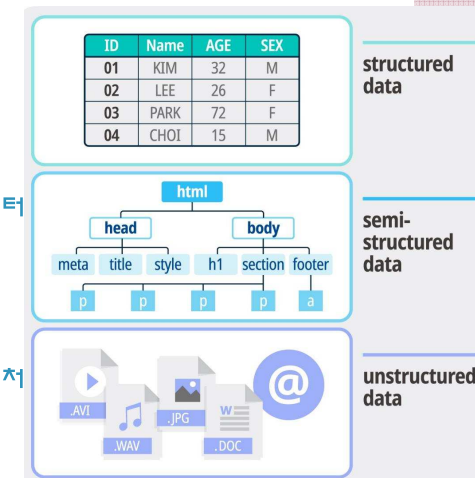 ID Name AGE SEX
01 KIM 32 M
02 LEE 26 F
03 PARK 72 F
04 CHOI 15 M
structured
data
터
html
head body
meta title style h1 section footer
p p p p a
semi-
structured
data
처
.AVI
.WAV
.JPG
W
.DOC
@
unstructured
data